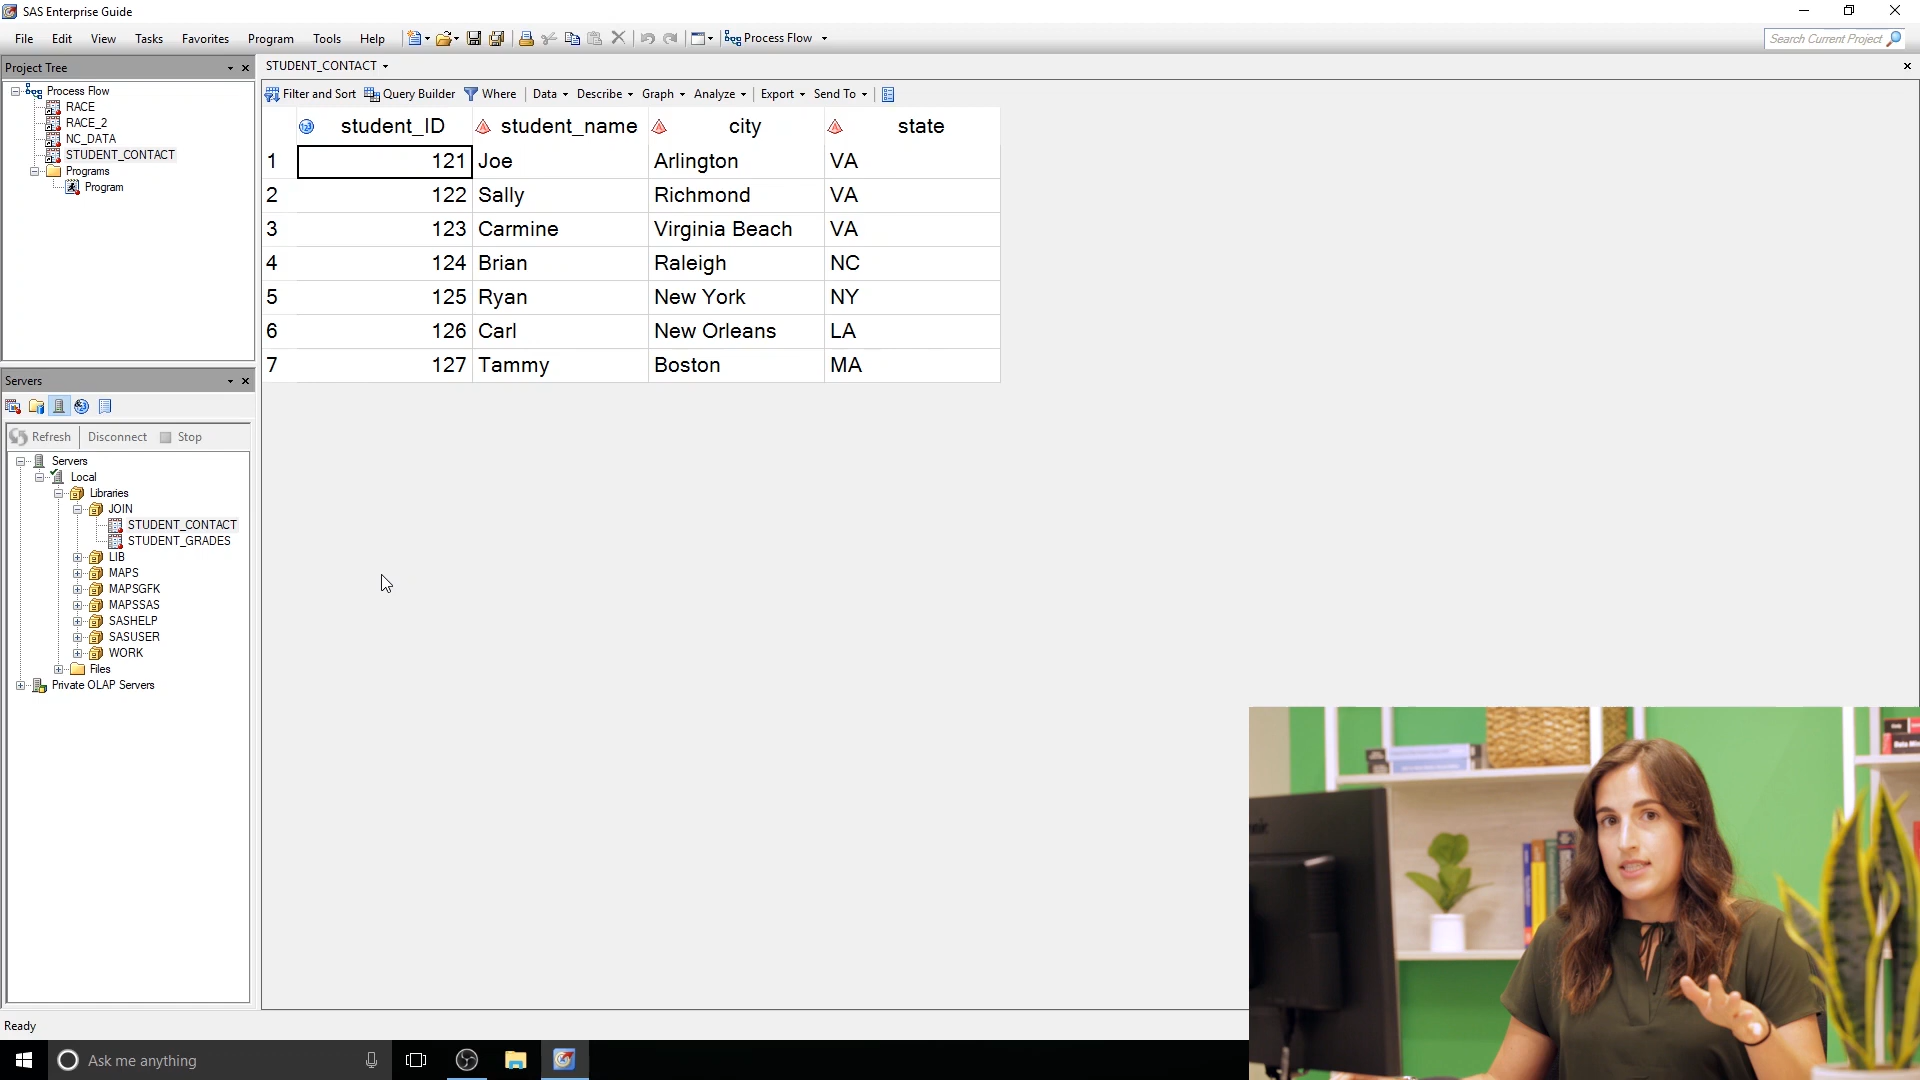 SAS Enterprise Guide
File Edit View Tasks Favorites Program Tools Help Process Flow Search Current Project
Project Tree
Process Flow
RACE
RACE_2
NC_DATA
STUDENT_CONTACT
Programs
Program
Servers
Refresh Disconnect Stop
Servers
Local
Libraries
JOIN
STUDENT_CONTACT
STUDENT_GRADES
LIB
MAPS
MAPSGFK
MAPSSAS
SASHELP
SASUSER
WORK
Files
Private OLAP Servers
STUDENT_CONTACT
Filter and Sort Query Builder Where Data Describe Graph Analyze Export Send To
student_ID student_name city state
1 121 Joe Arlington VA
2 122 Sally Richmond VA
3 123 Carmine Virginia Beach VA
4 124 Brian Raleigh NC
5 125 Ryan New York NY
6 126 Carl New Orleans LA
7 127 Tammy Boston MA
Ready
Ask me anything